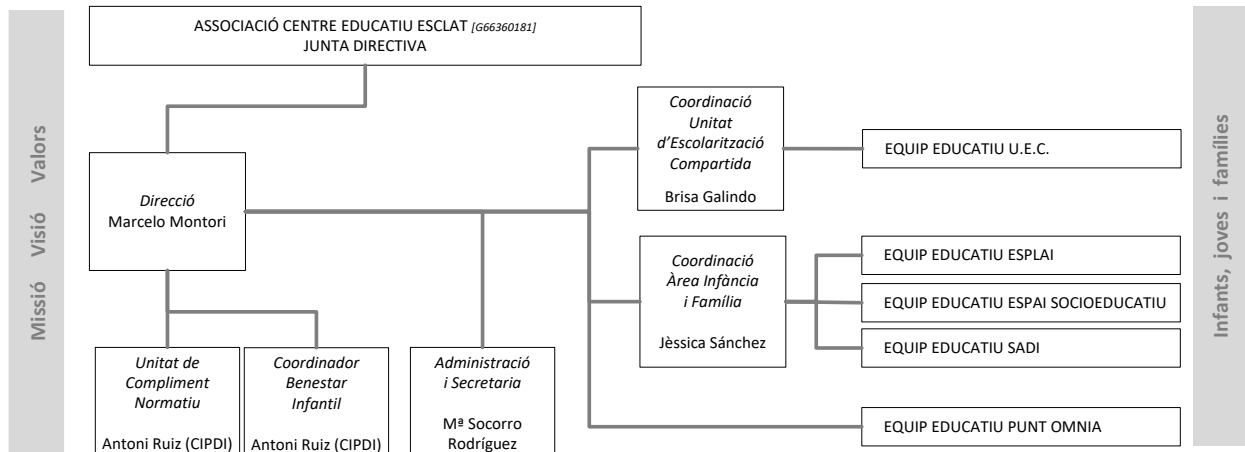 ASSOCIACIÓ CENTRE EDUCATIU ESCLAT [G66360181]
JUNTA DIRECTIVA
Missió Visió Valors
Direcció
Marcelo Montori
Unitat de
Compliment
Normatiu
Antoni Ruiz (CIPDI)
Coordinador
Benestar
Infantil
Antoni Ruiz (CIPDI)
Administració
i Secretaria
Mª Socorro
Rodríguez
Coordinació
Unitat
d’Escolarització
Compartida
Brisa Galindo
Coordinació
Àrea Infància
i Família
Jèssica Sánchez
EQUIP EDUCATIU U.E.C.
EQUIP EDUCATIU ESPLAI
EQUIP EDUCATIU ESPAI SOCIOEDUCATIU
EQUIP EDUCATIU SADI
EQUIP EDUCATIU PUNT OMNIA
Infants, joves i famílies